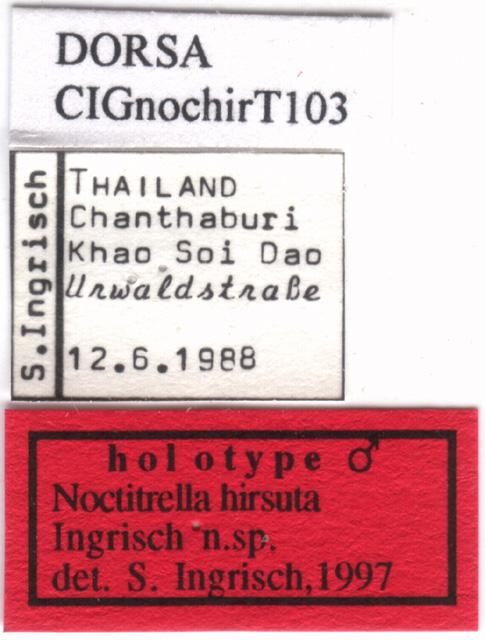 DORSA
CIGnochirT103
S.Ingrisch
THAILAND
Chanthaburi
Khao Soi Dao
Urwaldstraße
12.6.1988
holotype ♂
Noctitrella hirsuta
Ingrisch n.sp.
det. S. Ingrisch,1997